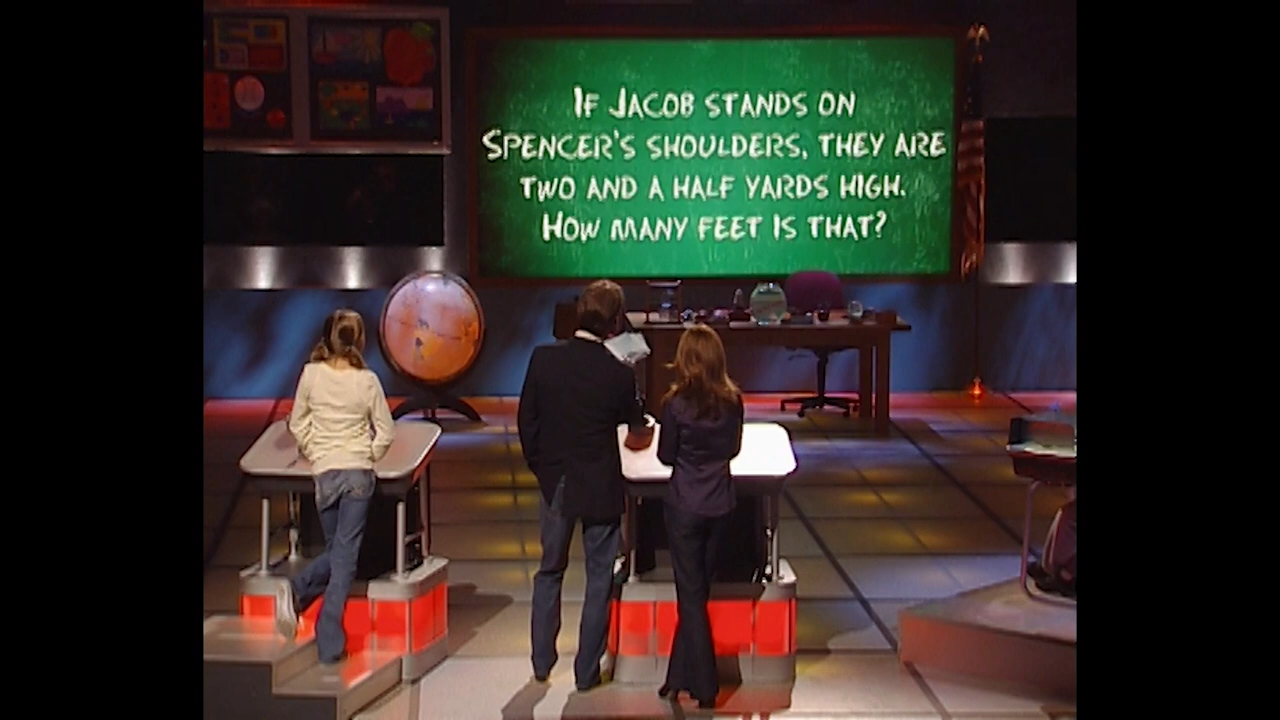 If Jacob stands on
Spencer's shoulders, they are
two and a half yards high.
How many feet is that?